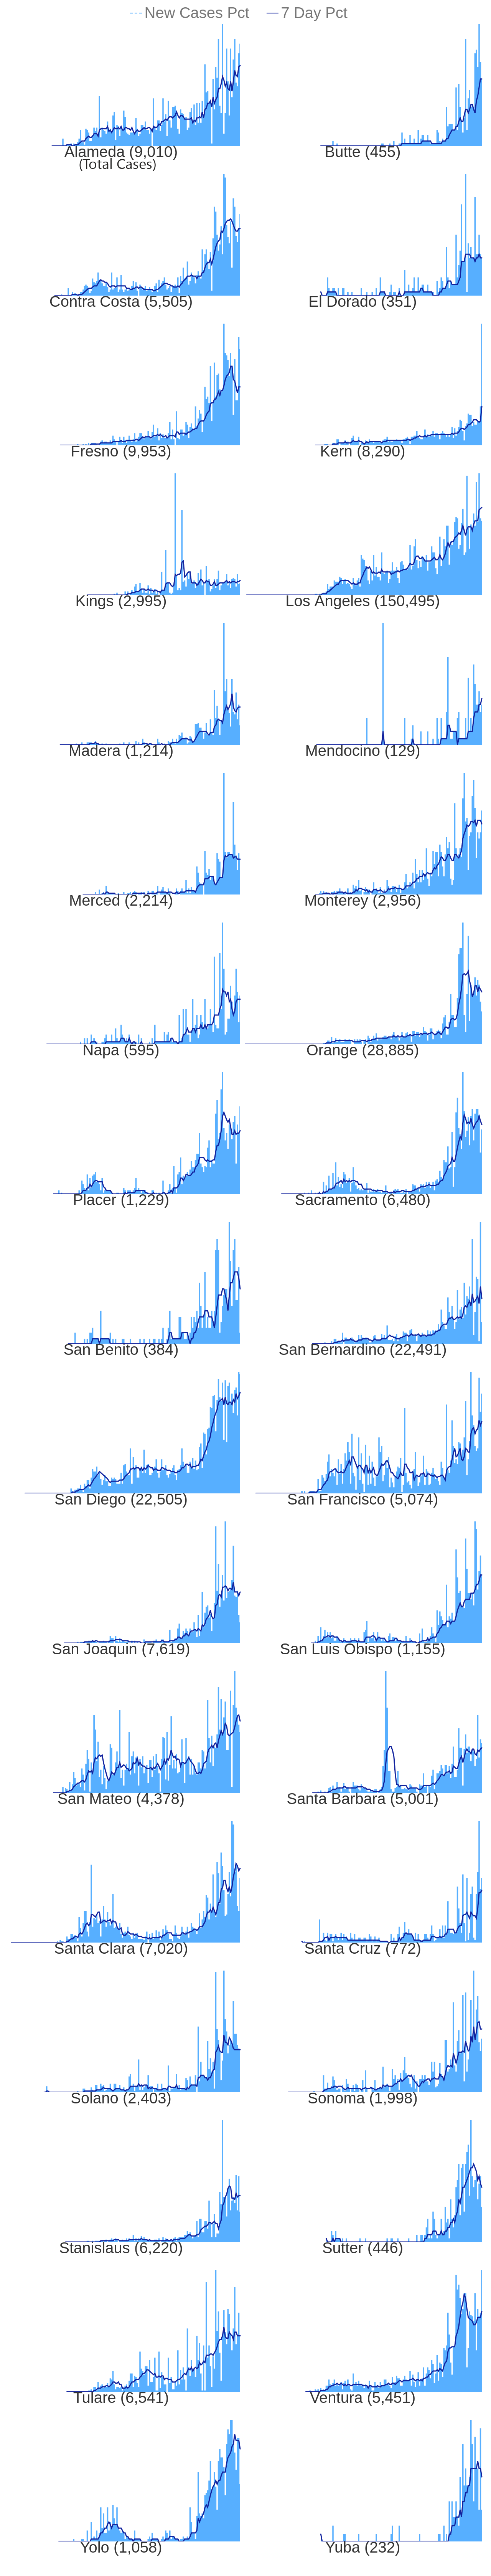 New Cases Pct 7 Day Pct
Alameda (9,010) Butte (455)
(Total Cases)
Contra Costa (5,505) El Dorado (351)
Fresno (9,953) Kern (8,290)
Kings (2,995) Los Angeles (150,495)
Madera (1,214) Mendocino (129)
Merced (2,214) Monterey (2,956)
Napa (595) Orange (28,885)
Placer (1,229) Sacramento (6,480)
San Benito (384) San Bernardino (22,491)
San Diego (22,505) San Francisco (5,074)
San Joaquin (7,619) San Luis Obispo (1,155)
San Mateo (4,378) Santa Barbara (5,001)
Santa Clara (7,020) Santa Cruz (772)
Solano (2,403) Sonoma (1,998)
Stanislaus (6,220) Sutter (446)
Tulare (6,541) Ventura (5,451)
Yolo (1,058) Yuba (232)